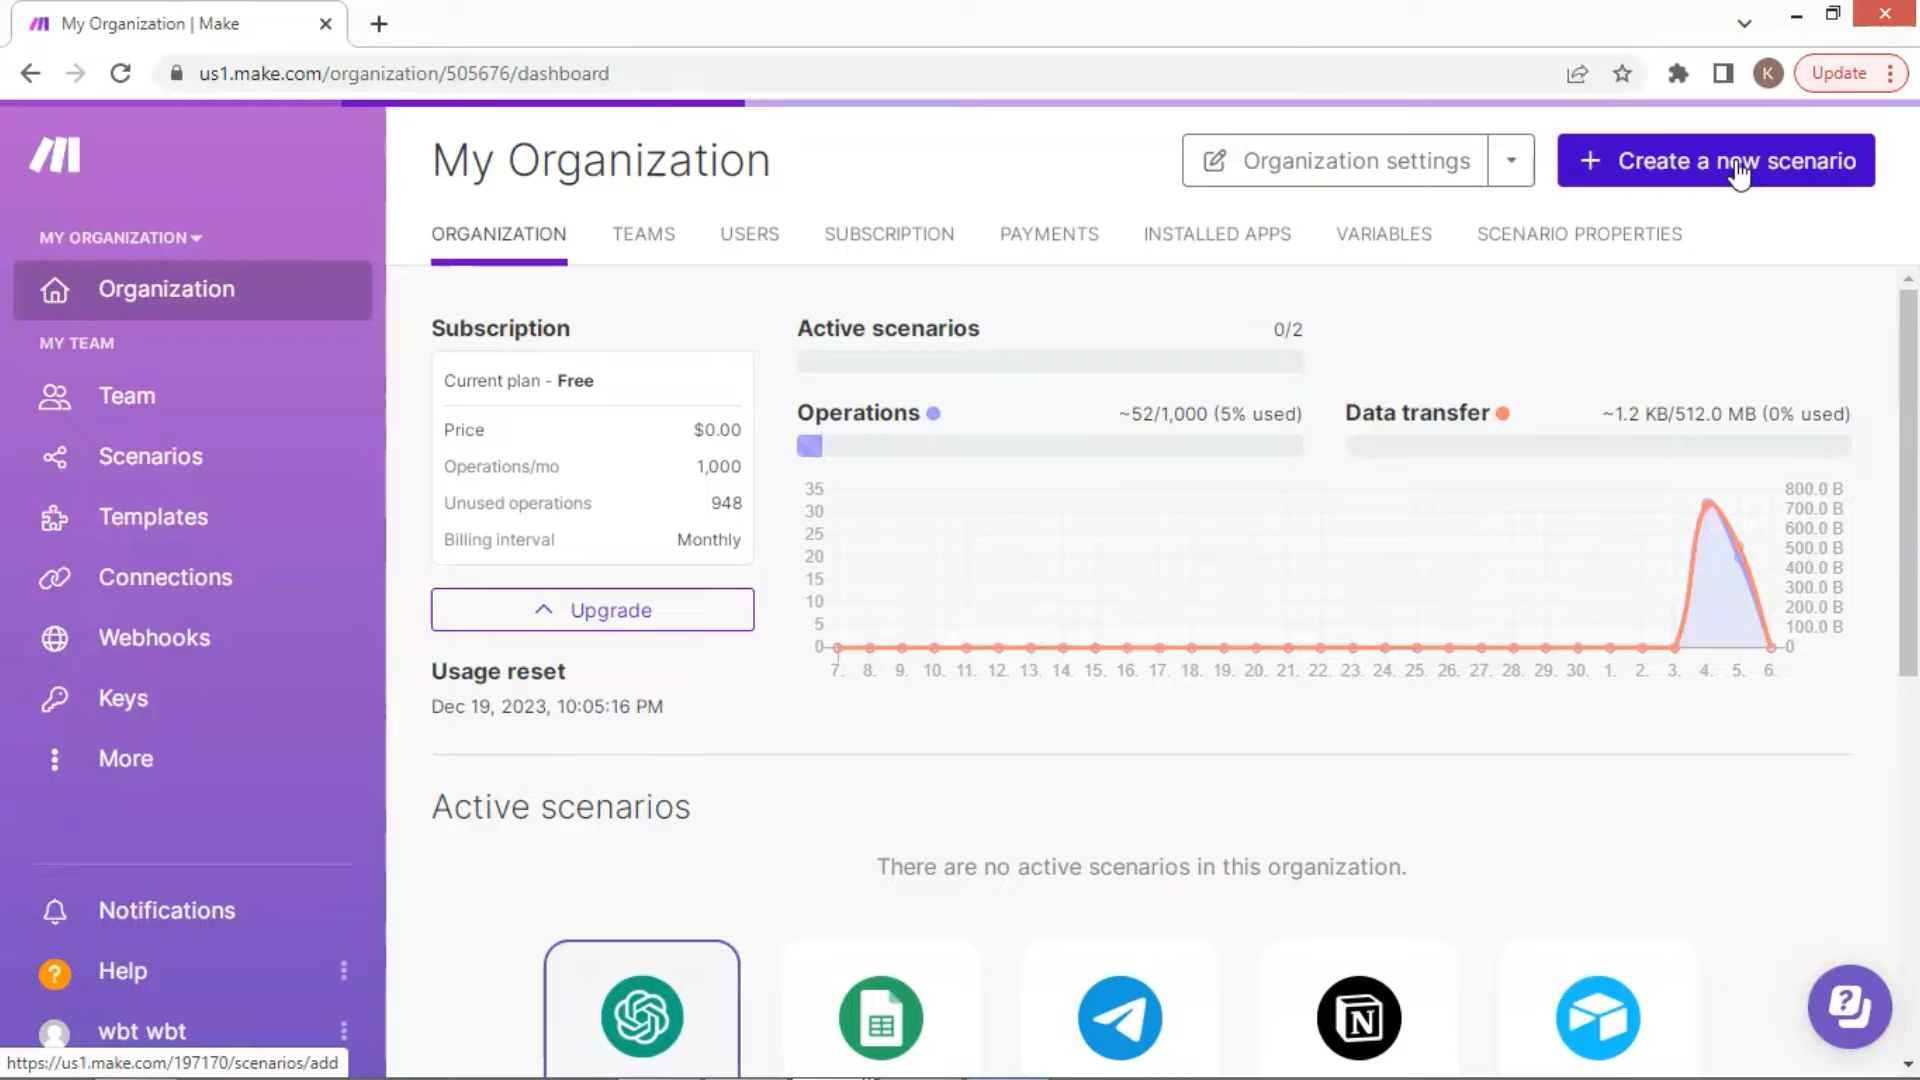 My Organization | Make
us1.make.com/organization/505676/dashboard
K
Update
My Organization
Organization settings
+ Create a new scenario
MY ORGANIZATION
ORGANIZATION TEAMS USERS SUBSCRIPTION PAYMENTS INSTALLED APPS VARIABLES SCENARIO PROPERTIES
Organization
MY TEAM
Team
Scenarios
Templates
Connections
Webhooks
Keys
More
Notifications
? Help
wbt wbt
https://us1.make.com/197170/scenarios/add
Subscription
Current plan - Free
Price $0.00
Operations/mo 1,000
Unused operations 948
Billing interval Monthly
Upgrade
Usage reset
Dec 19, 2023, 10:05:16 PM
Active scenarios 0/2
Operations ~52/1,000 (5% used)
Data transfer ~1.2 KB/512.0 MB (0% used)
35
30
25
20
15
10
5
0
800.0 B
700.0 B
600.0 B
500.0 B
400.0 B
300.0 B
200.0 B
100.0 B
0
7. 8. 9. 10. 11. 12. 13. 14. 15. 16. 17. 18. 19. 20. 21. 22. 23. 24. 25. 26. 27. 28. 29. 30. 1. 2. 3. 4. 5. 6.
Active scenarios
There are no active scenarios in this organization.
N
?